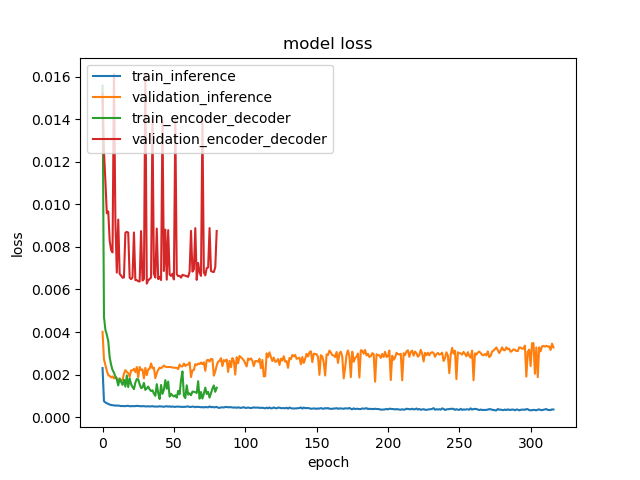 model loss
train_inference
validation_inference
train_encoder_decoder
validation_encoder_decoder
0.016
0.014
0.012
0.010
0.008
0.006
0.004
0.002
0.000
loss
0 50 100 150 200 250 300
epoch